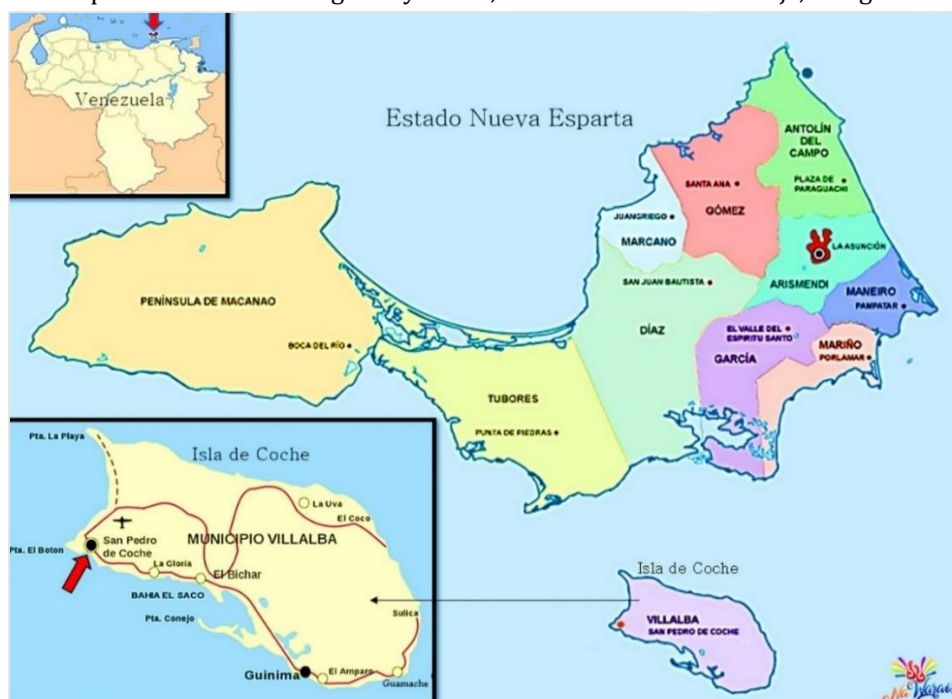 Venezuela
Estado Nueva Esparta
ANTOLÍN
DEL
CAMPO
PLAZA DE
PARAGUACHI
SANTA ANA
GÓMEZ
JUANGRIEGO
MARCANO
LA ASUNCIÓN
ARISMENDI
SAN JUAN BAUTISTA
MANEIRO
PAMPATAR
PENÍNSULA DE MACANAO
DÍAZ
EL VALLE DEL
ESPIRITU SANTO
GARCÍA
MARIÑO
PORLAMAR
BOCA DEL RÍO
TUBORES
PUNTA DE PIEDRAS
Pta. La Playa
Isla de Coche
La Uva
El Coco
MUNICIPIO VILLALBA
San Pedro
de Coche
Pta. El Boton
La Gloria
El Bichar
BAHIA EL SACO
Pta. Conejo
Sulica
Guinima
El Amparo
Guamache
Isla de Coche
VILLALBA
SAN PEDRO DE COCHE